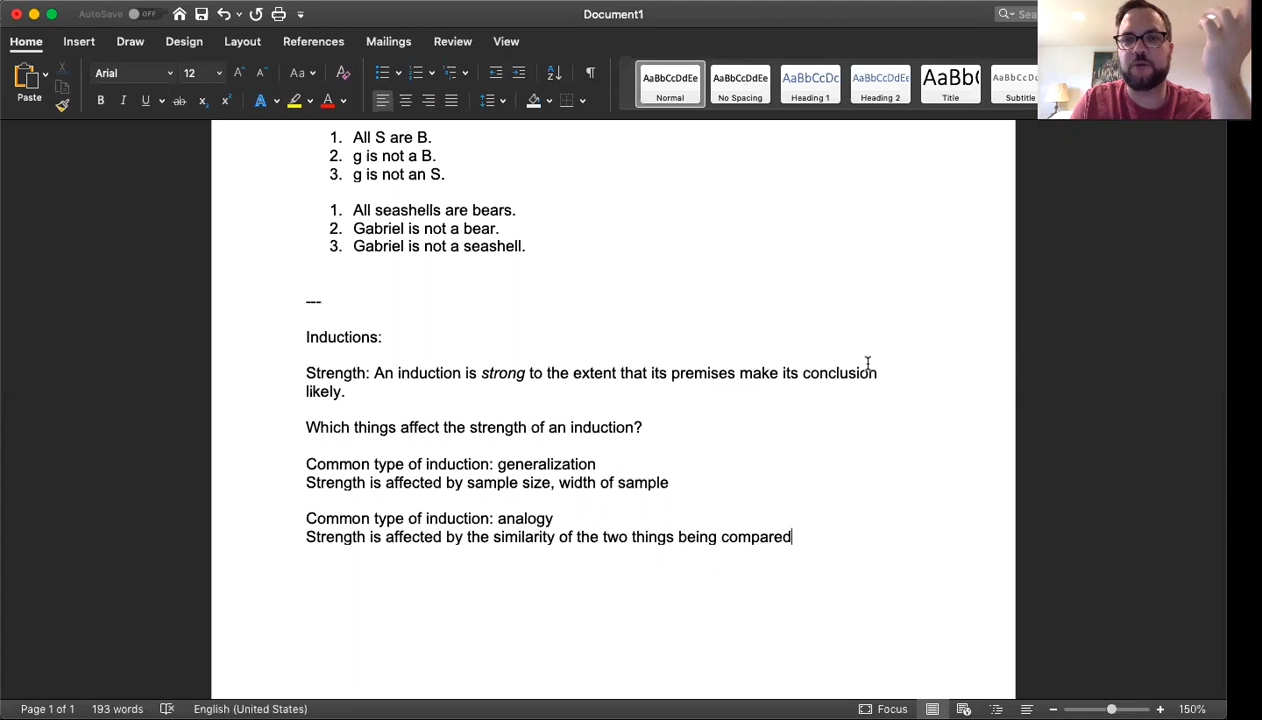 AutoSave OFF
Document1
Sea
Home Insert Draw Design Layout References Mailings Review View
Paste
Arial 12
AaBbCcDdEe AaBbCcDdEe AaBbCcDc AaBbCcDdEe AaBb( AaBbCcDdEe
Normal No Spacing Heading 1 Heading 2 Title Subtitle
1. All S are B.
2. g is not a B.
3. g is not an S.
1. All seashells are bears.
2. Gabriel is not a bear.
3. Gabriel is not a seashell.
---
Inductions:
Strength: An induction is strong to the extent that its premises make its conclusion
likely.
Which things affect the strength of an induction?
Common type of induction: generalization
Strength is affected by sample size, width of sample
Common type of induction: analogy
Strength is affected by the similarity of the two things being compared
Page 1 of 1 193 words English (United States) Focus 150%